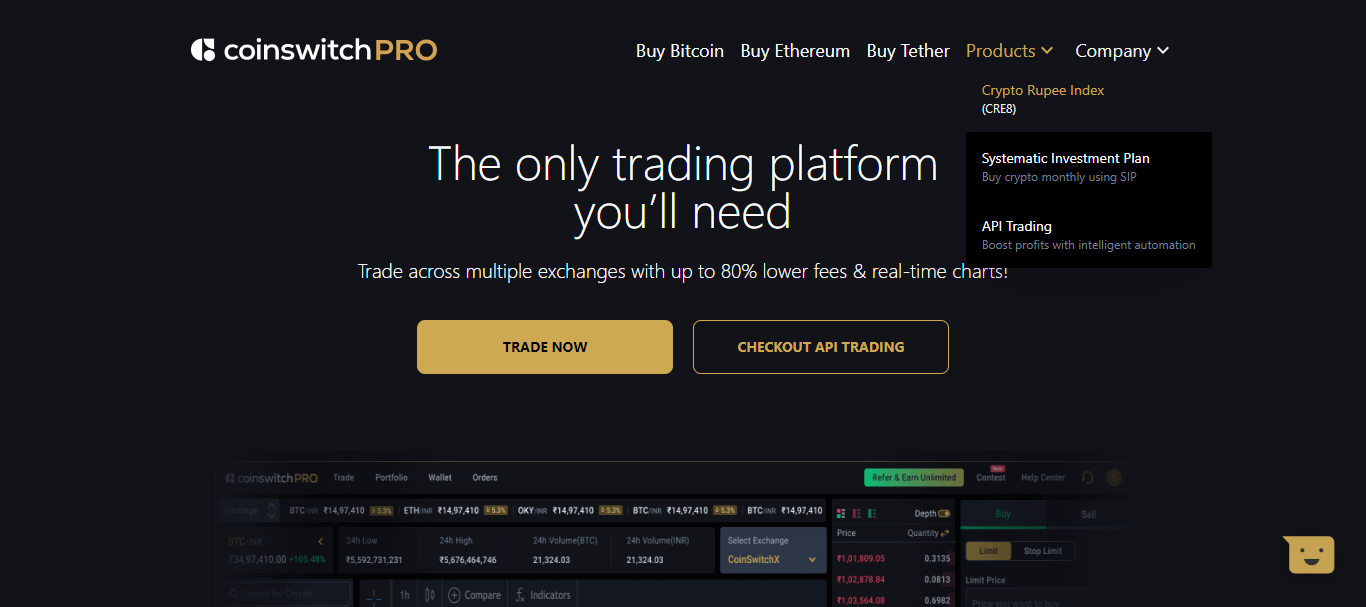 coinswitch PRO
Buy Bitcoin Buy Ethereum Buy Tether Products Company
Crypto Rupee Index
(CRE8)
Systematic Investment Plan
Buy crypto monthly using SIP
API Trading
Boost profits with intelligent automation
The only trading platform
you’ll need
Trade across multiple exchanges with up to 80% lower fees & real-time charts!
TRADE NOW
CHECKOUT API TRADING
coinswitchPRO Trade Portfolio Wallet Orders
Refer & Earn Unlimited Contest New Help Center
BTC/INR ₹14,97,410 5.3% ETH/INR ₹14,97,410 5.3% OKY/INR ₹14,97,410 5.3% BTC/INR ₹14,97,410 5.3% BTC/INR ₹14,97,410
BTC/INR
₹34,97,410.00 +105.48%
24h Low
₹5,592,731,231
24h High
₹5,676,464,746
24h Volume(BTC)
21,324.03
24h Volume(INR)
21,324.03
Select Exchange
CoinSwitchX
Search for Crypto
1h Compare Indicators
Depth
Price Quantity
₹1,01,809.05 0.3135
₹1,02,878.84 0.0813
₹1,03,564.08 0.6982
Buy Sell
Limit Stop Limit
Limit Price
Price you want to buy